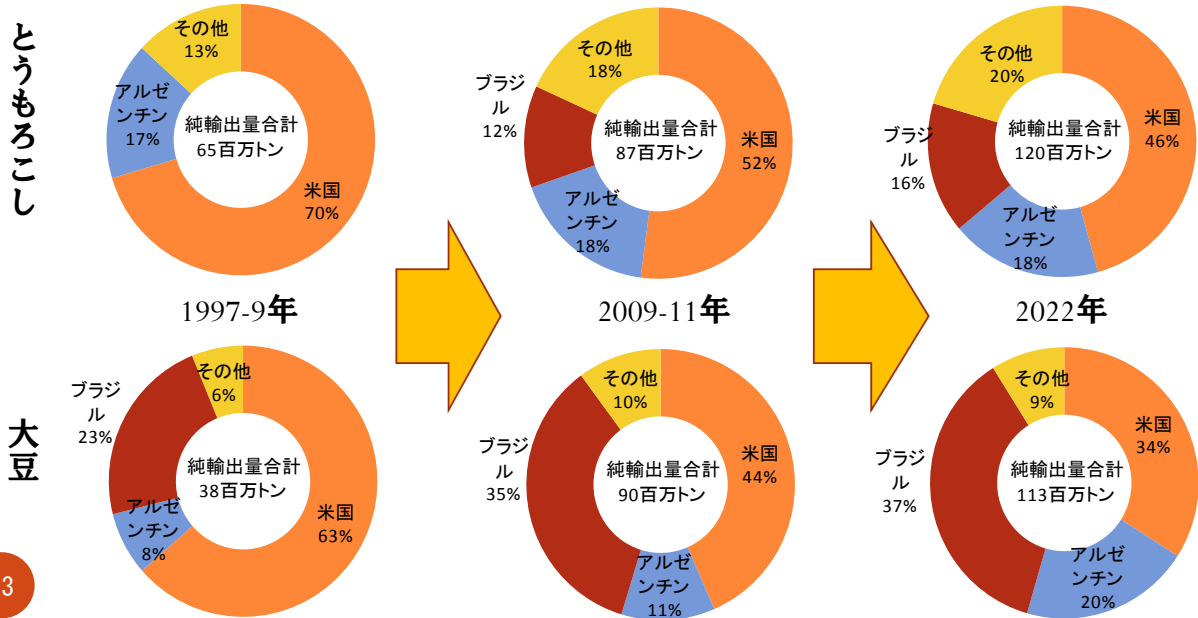 とうもろこし
その他
13%
アルゼ
ンチン
17%
純輸出量合計
65百万トン
米国
70%
その他
18%
ブラジ
ル
12%
純輸出量合計
87百万トン
米国
52%
アルゼ
ンチン
18%
その他
20%
ブラジ
ル
16%
純輸出量合計
120百万トン
米国
46%
アルゼ
ンチン
18%
1997-9年
2009-11年
2022年
大豆
その他
6%
ブラジ
ル
23%
純輸出量合計
38百万トン
米国
63%
アルゼ
ンチン
8%
その他
10%
ブラジ
ル
35%
純輸出量合計
90百万トン
米国
44%
アルゼ
ンチン
11%
その他
9%
ブラジ
ル
37%
純輸出量合計
113百万トン
米国
34%
アルゼ
ンチン
20%
3